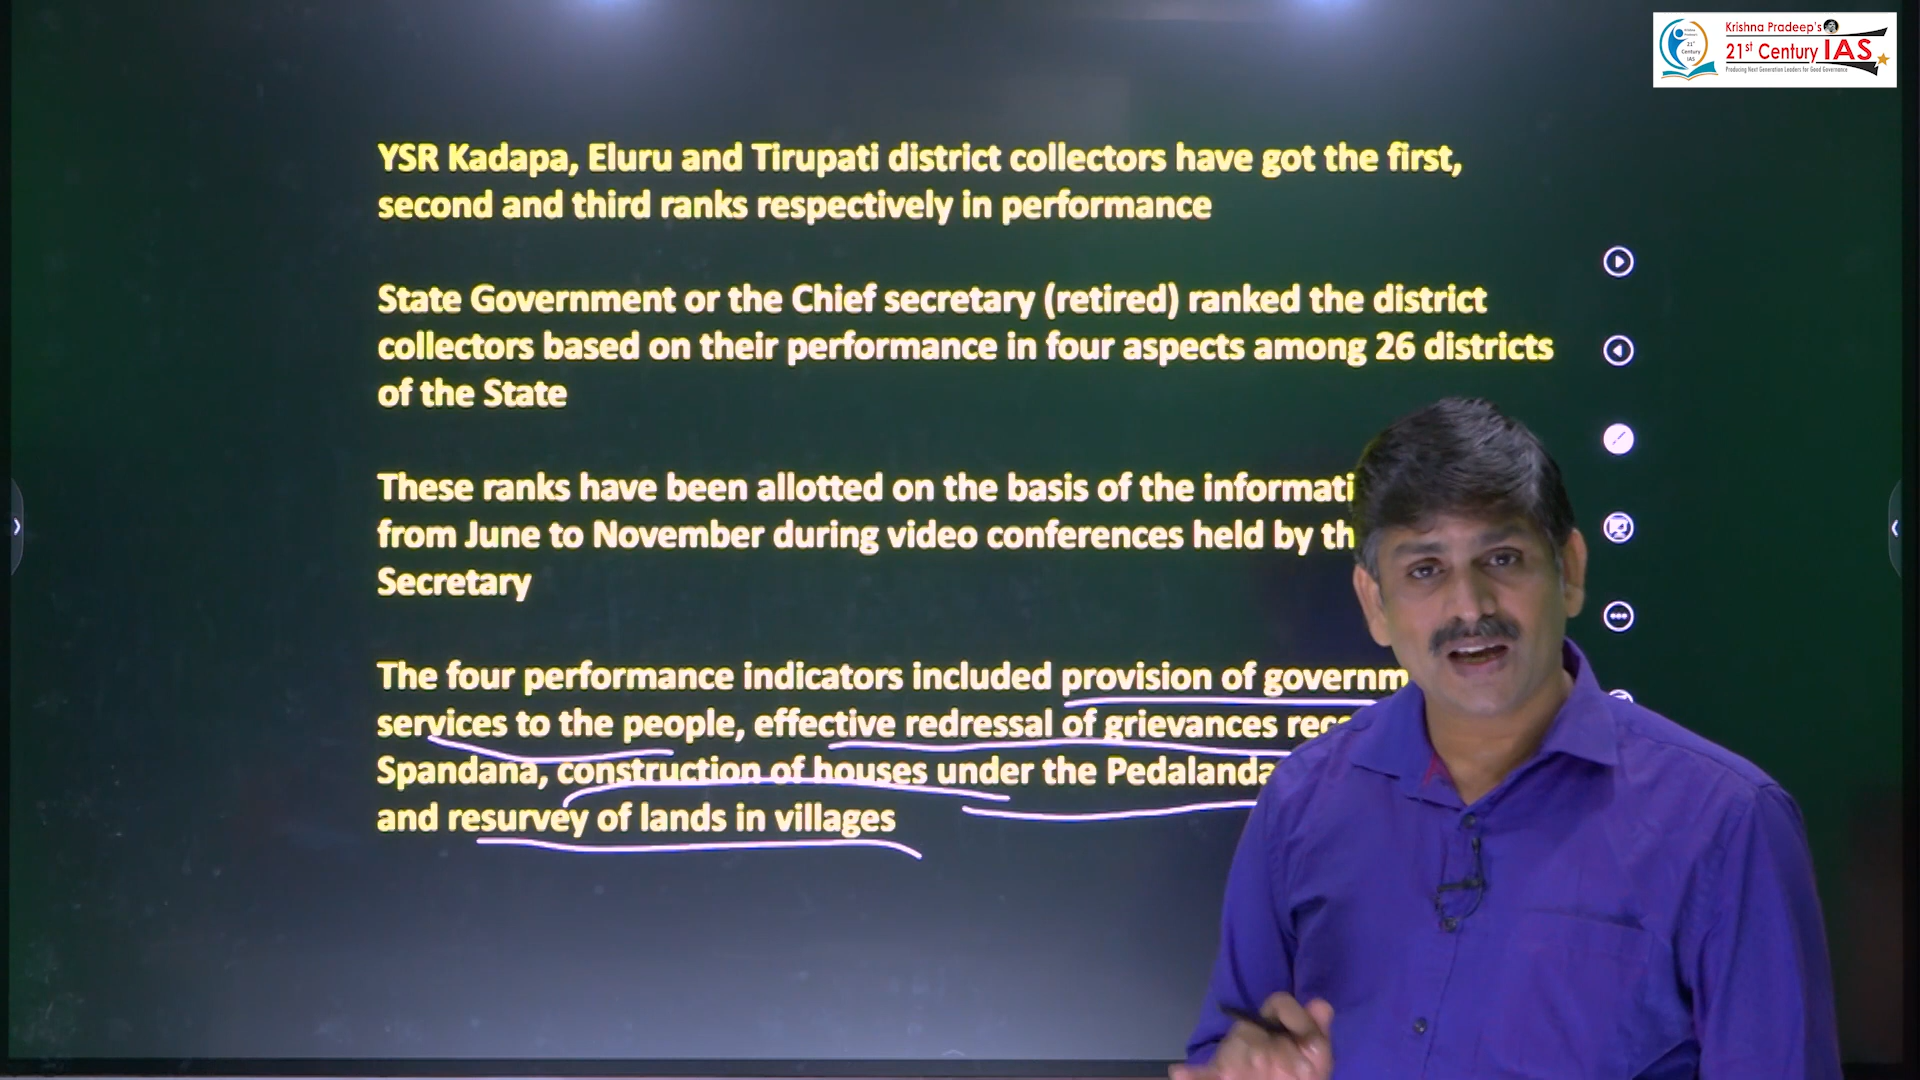 Krishna Pradeep's
21st Century IAS
Producing Next Generation Leaders for Good Governance
21st
Century
IAS
YSR Kadapa, Eluru and Tirupati district collectors have got the first,
second and third ranks respectively in performance
State Government or the Chief secretary (retired) ranked the district
collectors based on their performance in four aspects among 26 districts
of the State
These ranks have been allotted on the basis of the informati
from June to November during video conferences held by th
Secretary
The four performance indicators included provision of governm
services to the people, effective redressal of grievances rec
Spandana, construction of houses under the Pedalanda
and resurvey of lands in villages